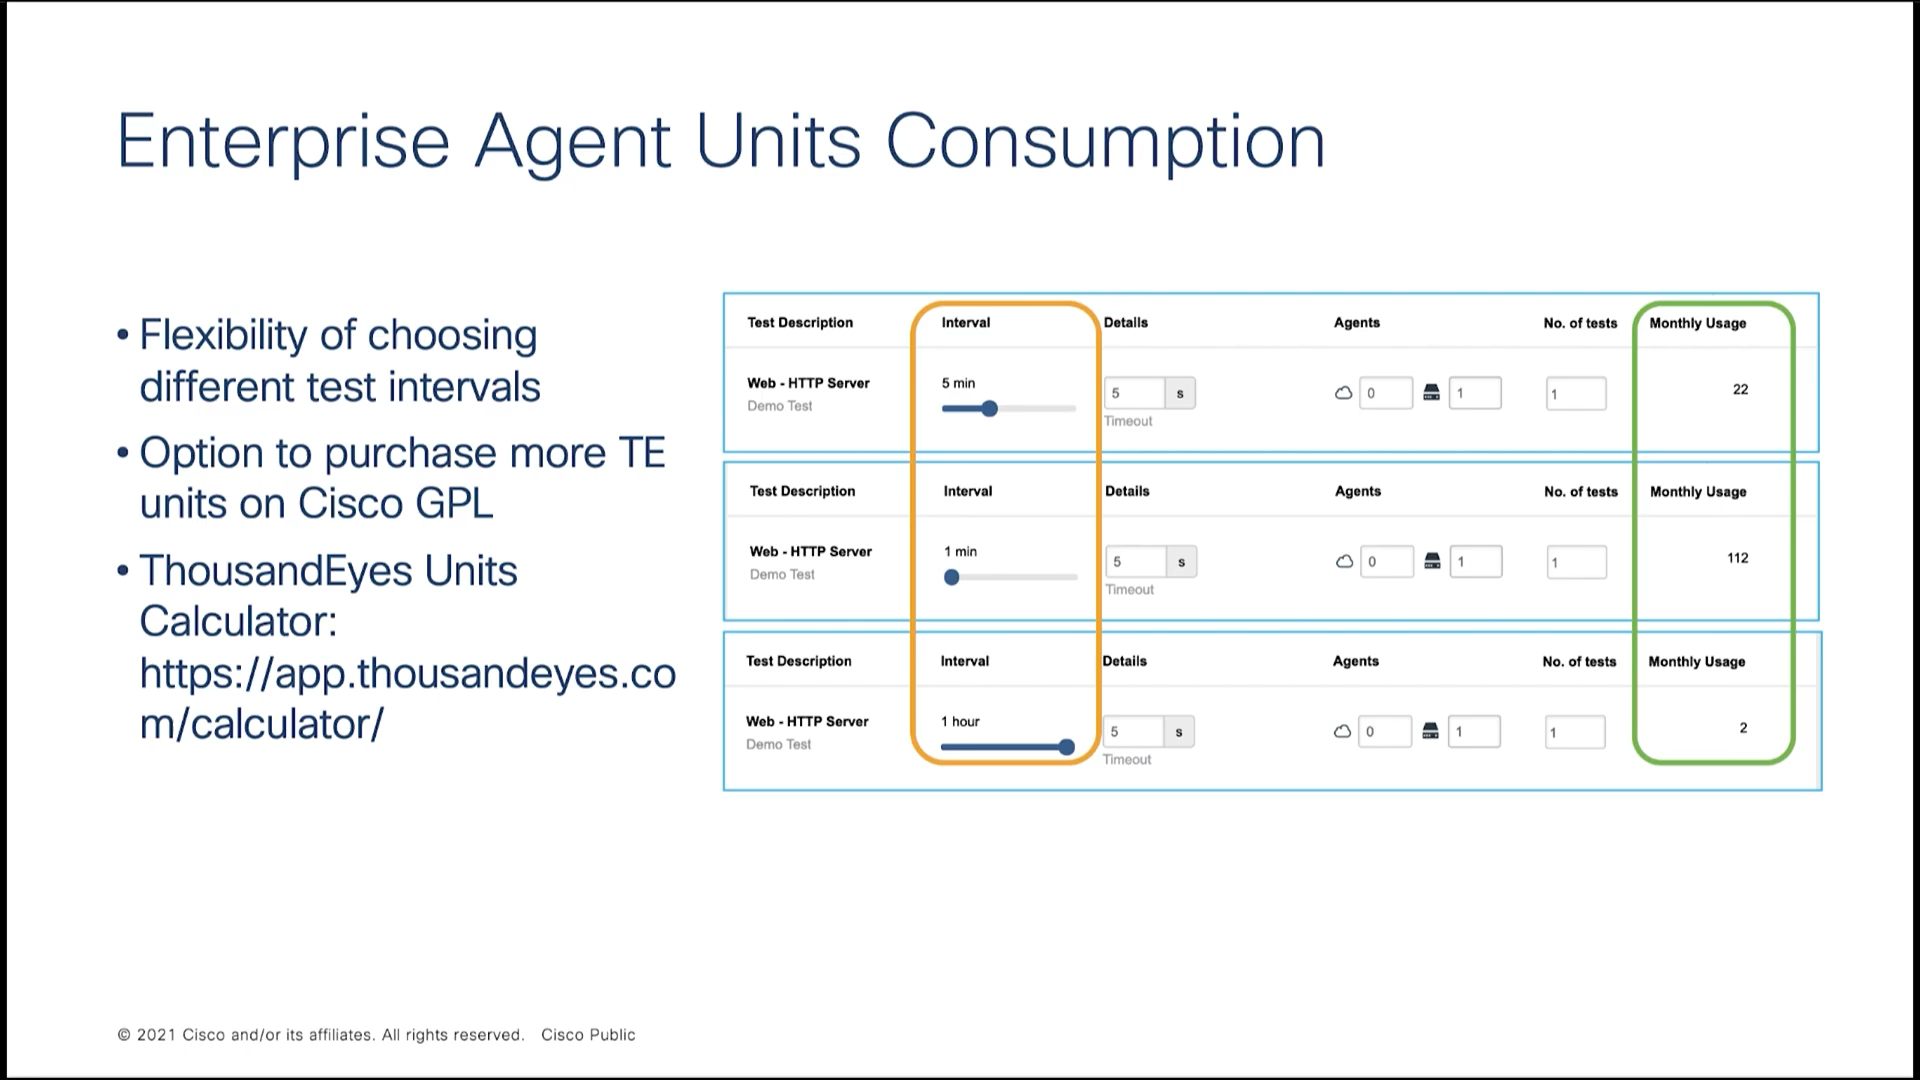 Enterprise Agent Units Consumption
• Flexibility of choosing
different test intervals
• Option to purchase more TE
units on Cisco GPL
• ThousandEyes Units
Calculator:
https://app.thousandeyes.co
m/calculator/
Test Description Interval Details Agents No. of tests Monthly Usage
Web - HTTP Server 5 min 5 s 0 1 1 22
Demo Test
Timeout
Test Description Interval Details Agents No. of tests Monthly Usage
Web - HTTP Server 1 min 5 s 0 1 1 112
Demo Test
Timeout
Test Description Interval Details Agents No. of tests Monthly Usage
Web - HTTP Server 1 hour 5 s 0 1 1 2
Demo Test
Timeout
© 2021 Cisco and/or its affiliates. All rights reserved. Cisco Public